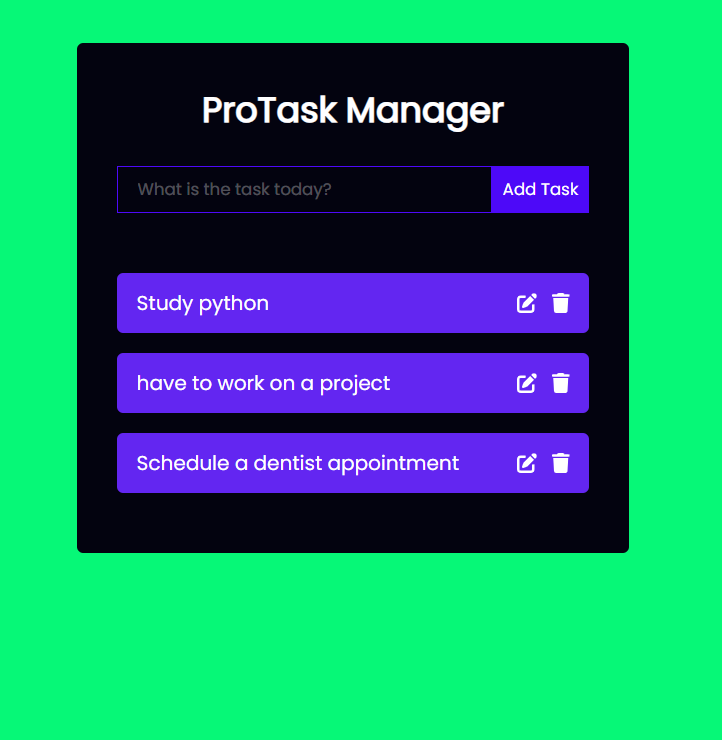 ProTask Manager
What is the task today?
Add Task
Study python
have to work on a project
Schedule a dentist appointment